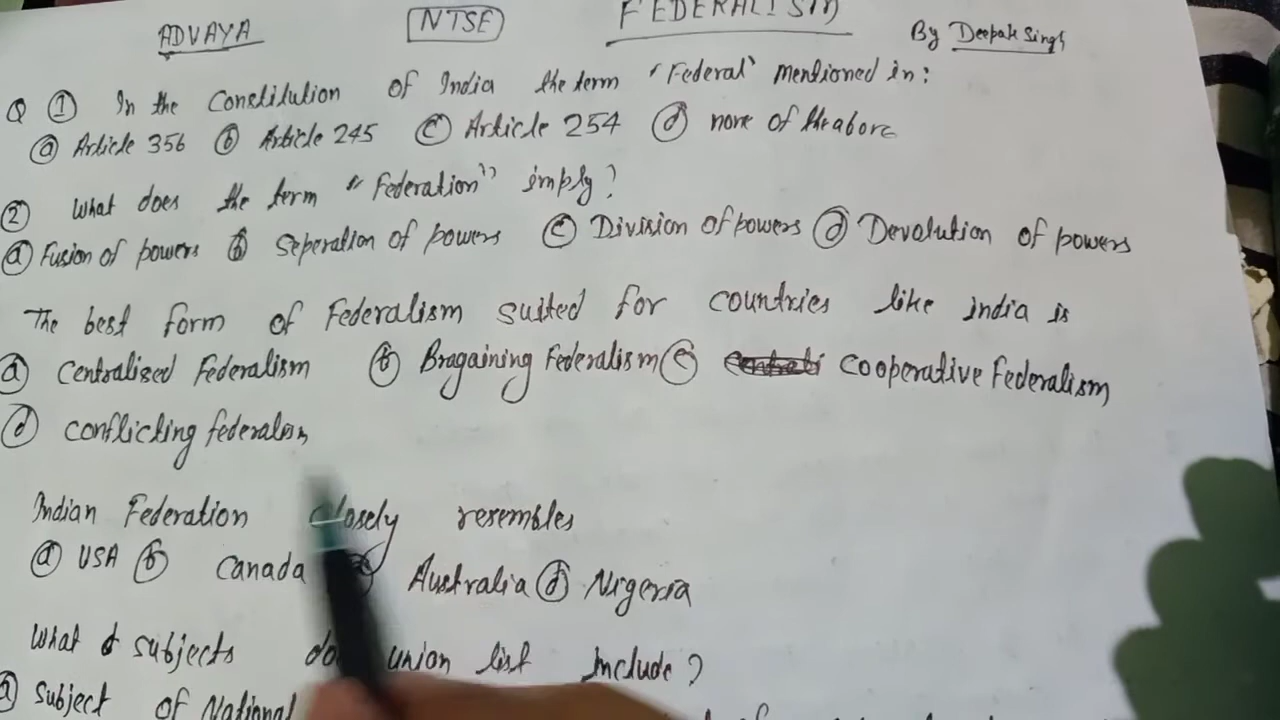 ADVAYA NTSE FEDERALISM By Deepak Singh
Q ① In the Constitution of India the term "Federal" mentioned in:
ⓐ Article 356 ⓑ Article 245 ⓒ Article 254 ⓓ none of the above
② What does the term "Federation" imply?
ⓐ Fusion of powers ⓑ Seperation of powers ⓒ Division of powers ⓓ Devolution of powers
The best form of Federalism suited for countries like india is
ⓐ Centralised Federalism ⓑ Bragaining Federalism ⓒ Cooperative Federalism
ⓓ conflicting federalism
Indian Federation closely resembles
ⓐ USA ⓑ Canada Australia ⓓ Nigeria
What subjects union list include?
ⓐ subject of National